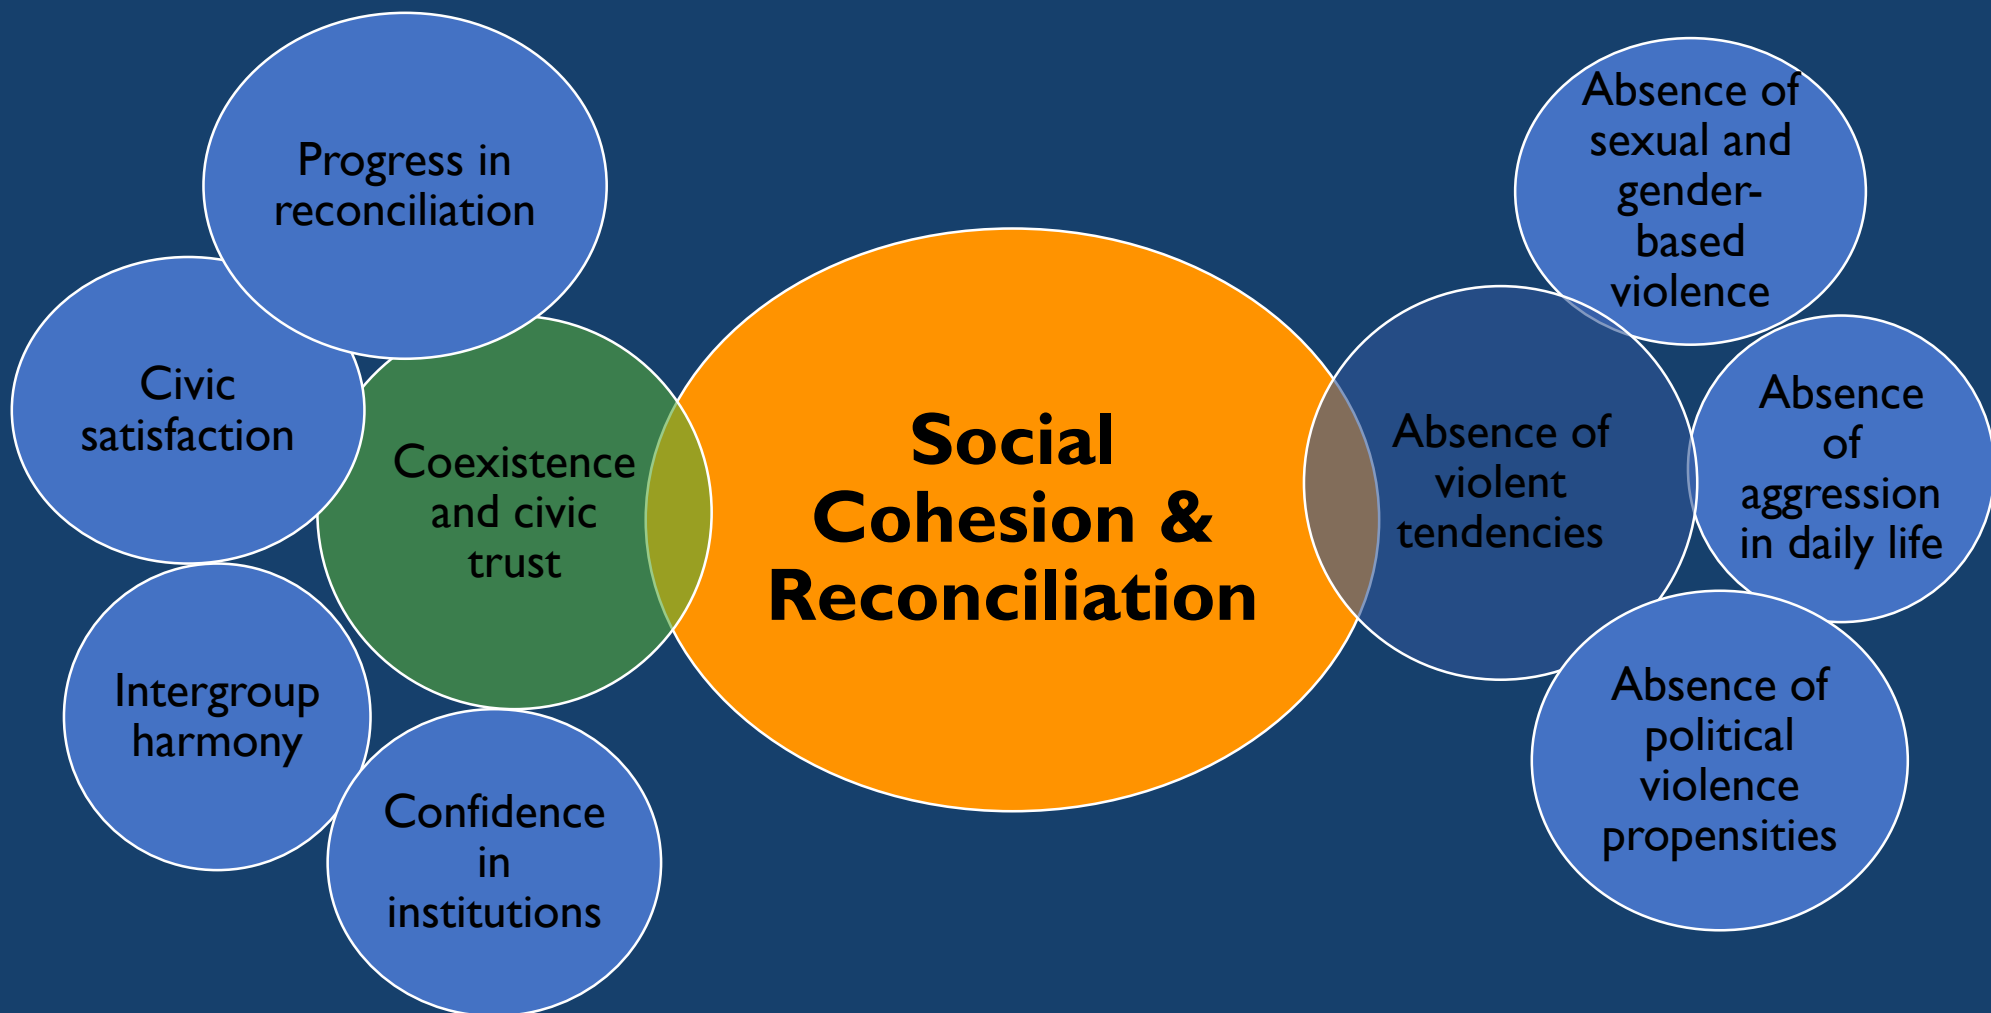 Progress in
reconciliation
Civic
satisfaction
Coexistence
and civic
trust
Intergroup
harmony
Confidence
in
institutions
Social
Cohesion &
Reconciliation
Absence of
violent
tendencies
Absence of
sexual and
gender-
based
violence
Absence
of
aggression
in daily life
Absence of
political
violence
propensities